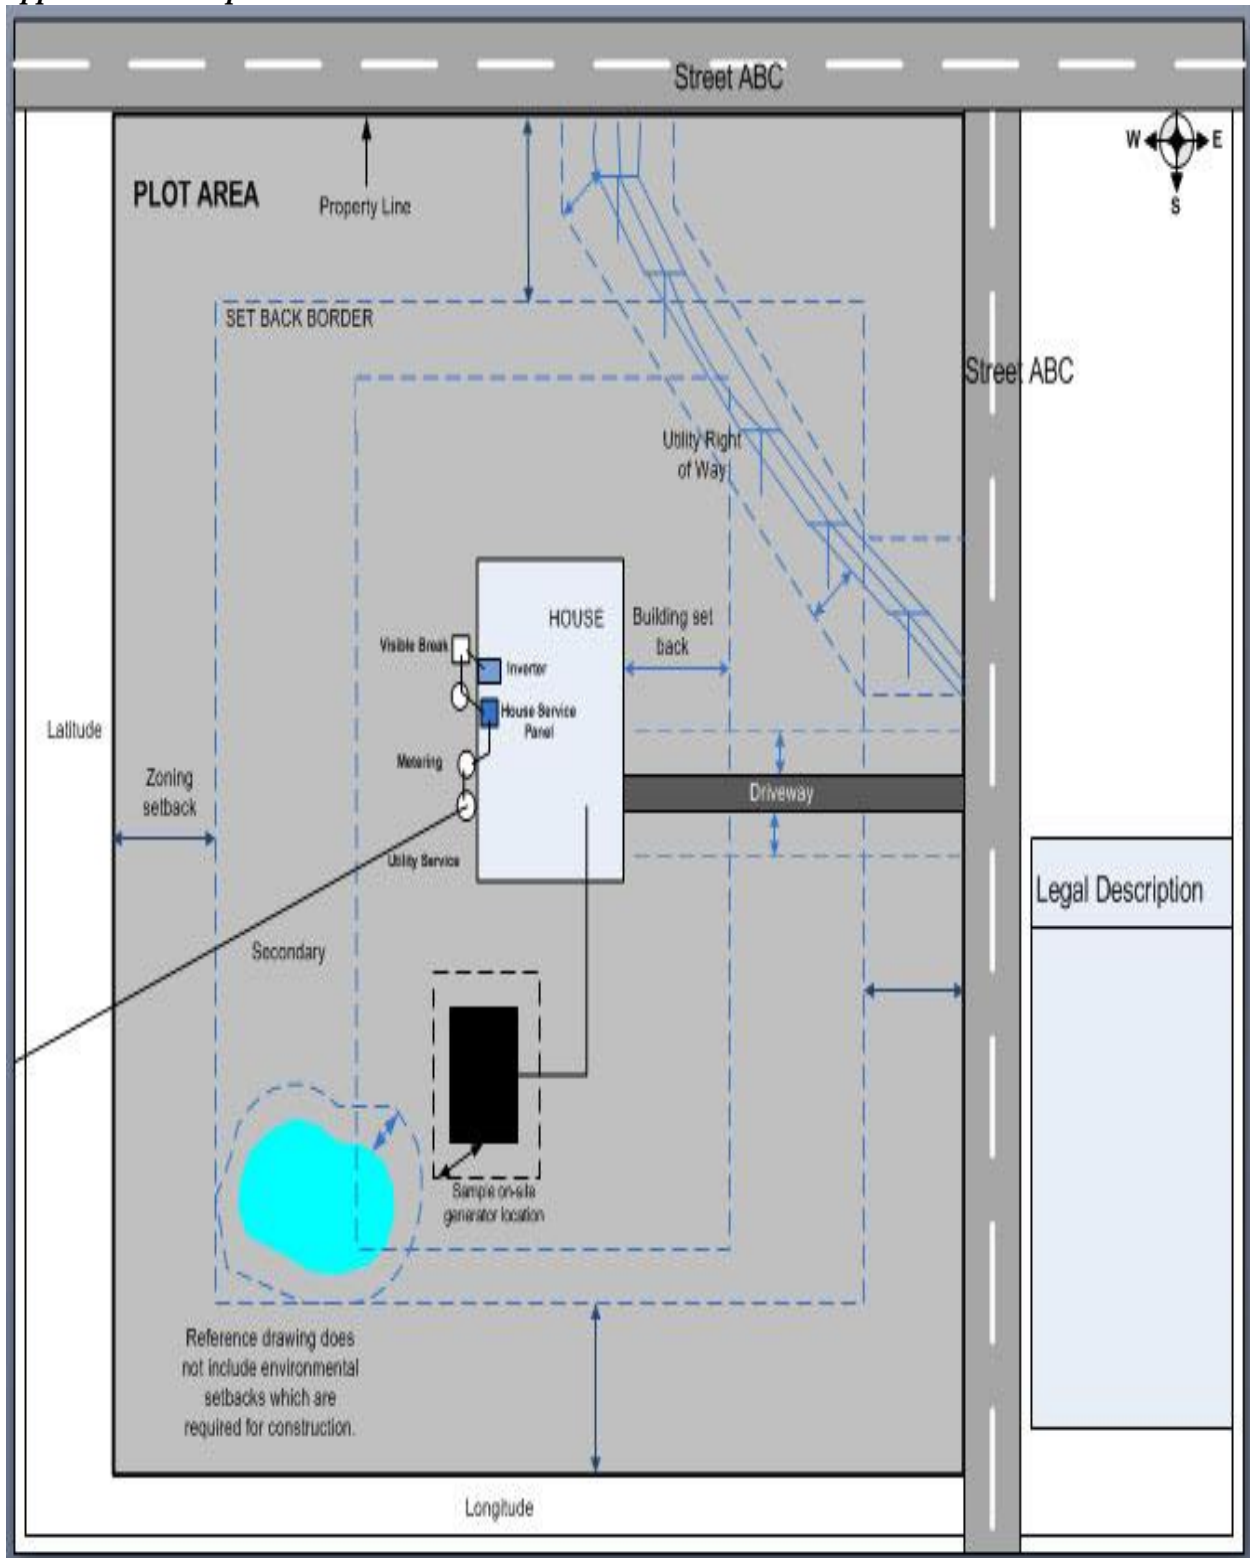 Street ABC
W E
S
PLOT AREA
Property Line
SET BACK BORDER
Street ABC
Utility Right
of Way
HOUSE
Building set
back
Visible Break
Inverter
House Service
Panel
Latitude
Metering
Zoning
setback
Driveway
Utility Service
Legal Description
Secondary
Sample on-site
generator location
Reference drawing does
not include environmental
setbacks which are
required for construction.
Longitude